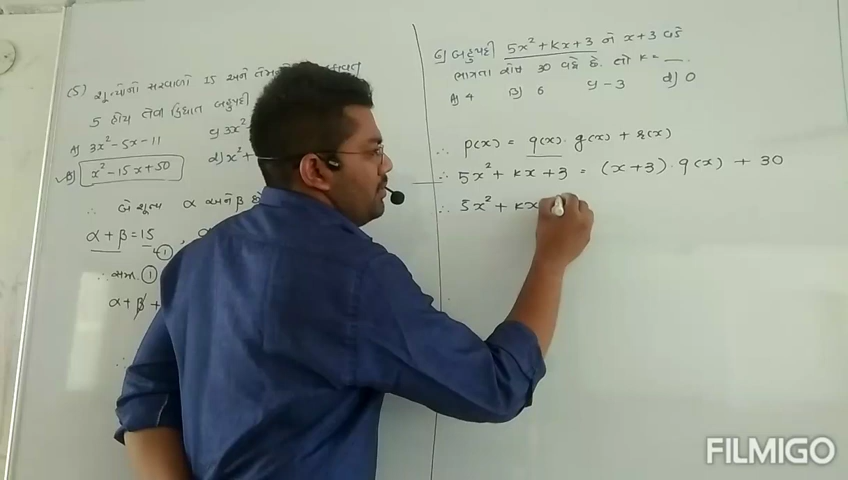 (5) શૂન્યોનો સરવાળો 15 અને તેમનો
5 હોય તેવી દ્વિઘાત બહુપદી
A) 3x² - 5x - 11
B) x² - 15x + 50
c) 3x²
d) x² +
∴ બે શૂન્ય α અને β હો
α + β = 15
∴ સમી. ①
α + β +
6) બહુપદી 5x² + kx + 3 ને x + 3 વડે
ભાગતા શેષ 30 વધે છે. તો k = __.
A) 4 B) 6 c) -3 d) 0
∴ p(x) = q(x) · g(x) + r(x)
∴ 5x² + kx + 3 = (x+3) · q(x) + 30
∴ 5x² + kx
FILMIGO